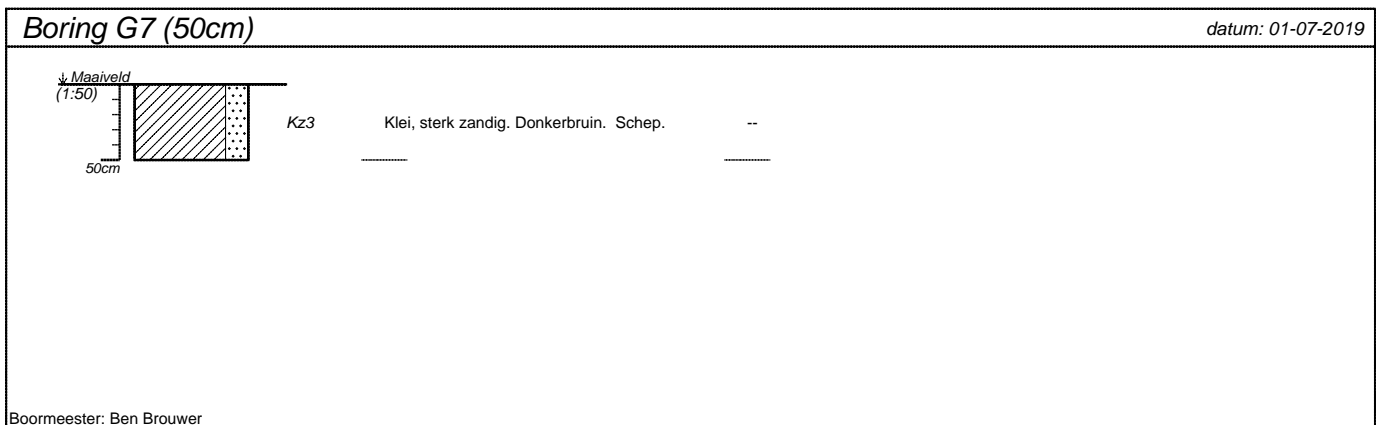 Boring G7 (50cm)
datum: 01-07-2019
Maaiveld
(1:50)
Kz3 Klei, sterk zandig. Donkerbruin. Schep. --
50cm
Boormeester: Ben Brouwer